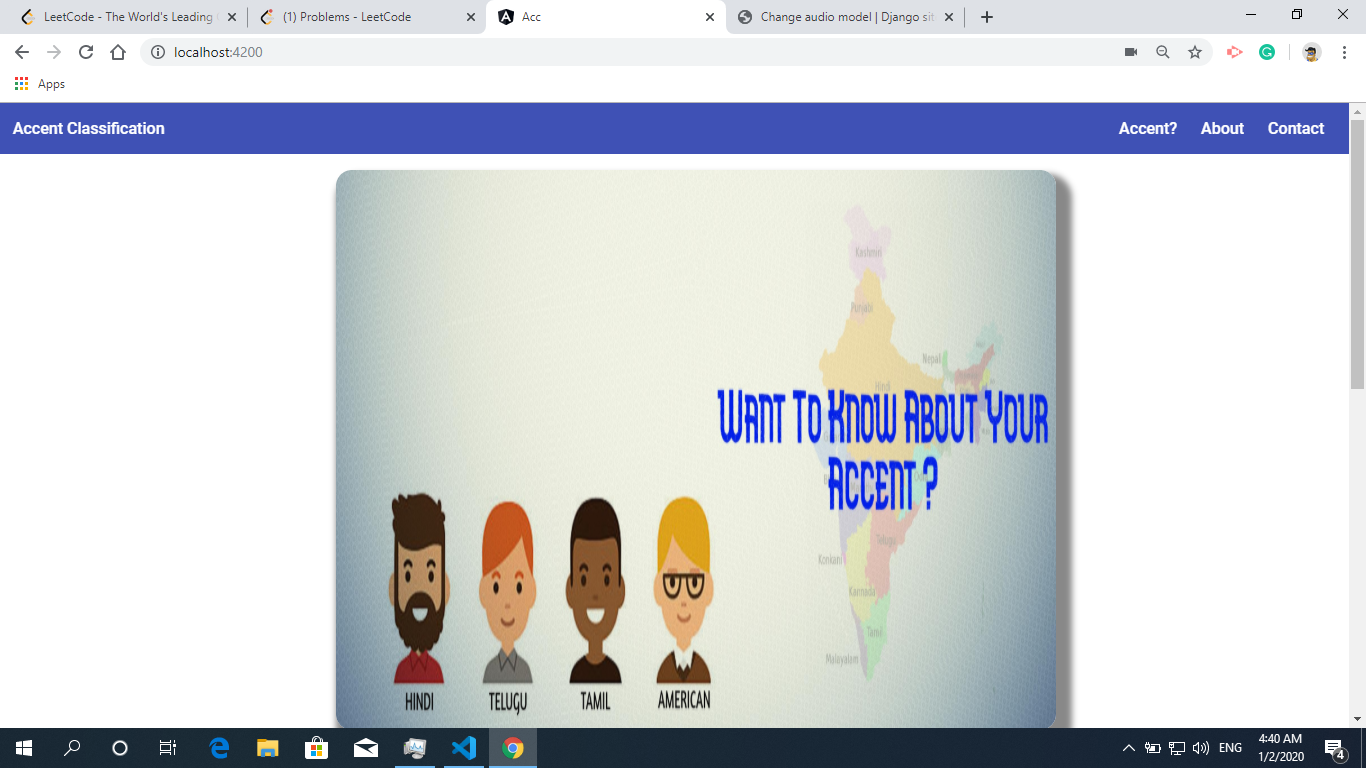 LeetCode - The World's Leading
(1) Problems - LeetCode
Acc
Change audio model | Django sit
localhost:4200
Apps
Accent Classification
Accent? About Contact
Kashmiri
Punjabi
Nepali
Hindi
Want To Know About Your
Accent ?
Telugu
Konkani
Kannada
Tamil
Malayalam
HINDI TELUGU TAMIL AMERICAN
ENG
4:40 AM
1/2/2020
4